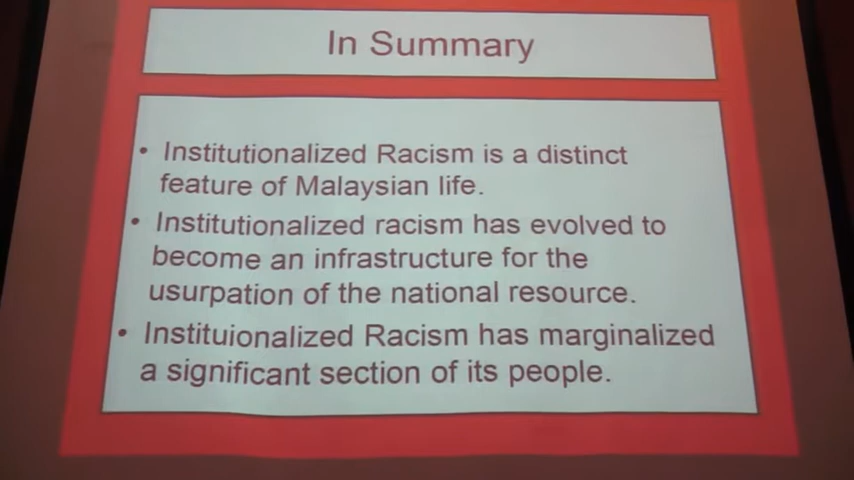 In Summary
• Institutionalized Racism is a distinct
feature of Malaysian life.
• Institutionalized racism has evolved to
become an infrastructure for the
usurpation of the national resource.
• Instituionalized Racism has marginalized
a significant section of its people.